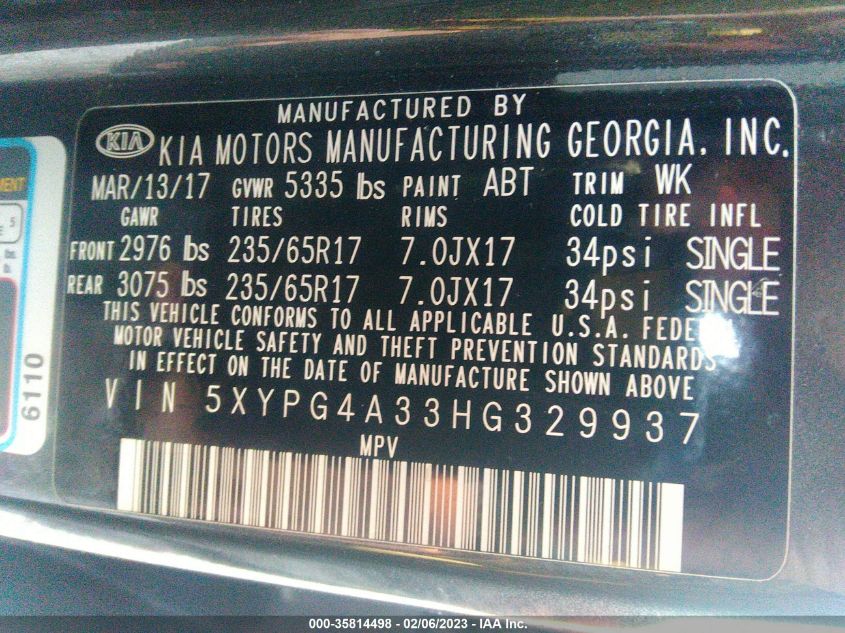 MANUFACTURED BY
KIA KIA MOTORS MANUFACTURING GEORGIA, INC.
MAR/13/17 GVWR 5335 lbs PAINT ABT TRIM WK
GAWR TIRES RIMS COLD TIRE INFL
FRONT 2976 lbs 235/65R17 7.0JX17 34psi SINGLE
REAR 3075 lbs 235/65R17 7.0JX17 34psi SINGLE
THIS VEHICLE CONFORMS TO ALL APPLICABLE U.S.A. FEDE
MOTOR VEHICLE SAFETY AND THEFT PREVENTION STANDARDS
IN EFFECT ON THE DATE OF MANUFACTURE SHOWN ABOVE
VIN 5XYPG4A33HG329937
MPV
5
6110
000-35814498 - 02/06/2023 - IAA Inc.